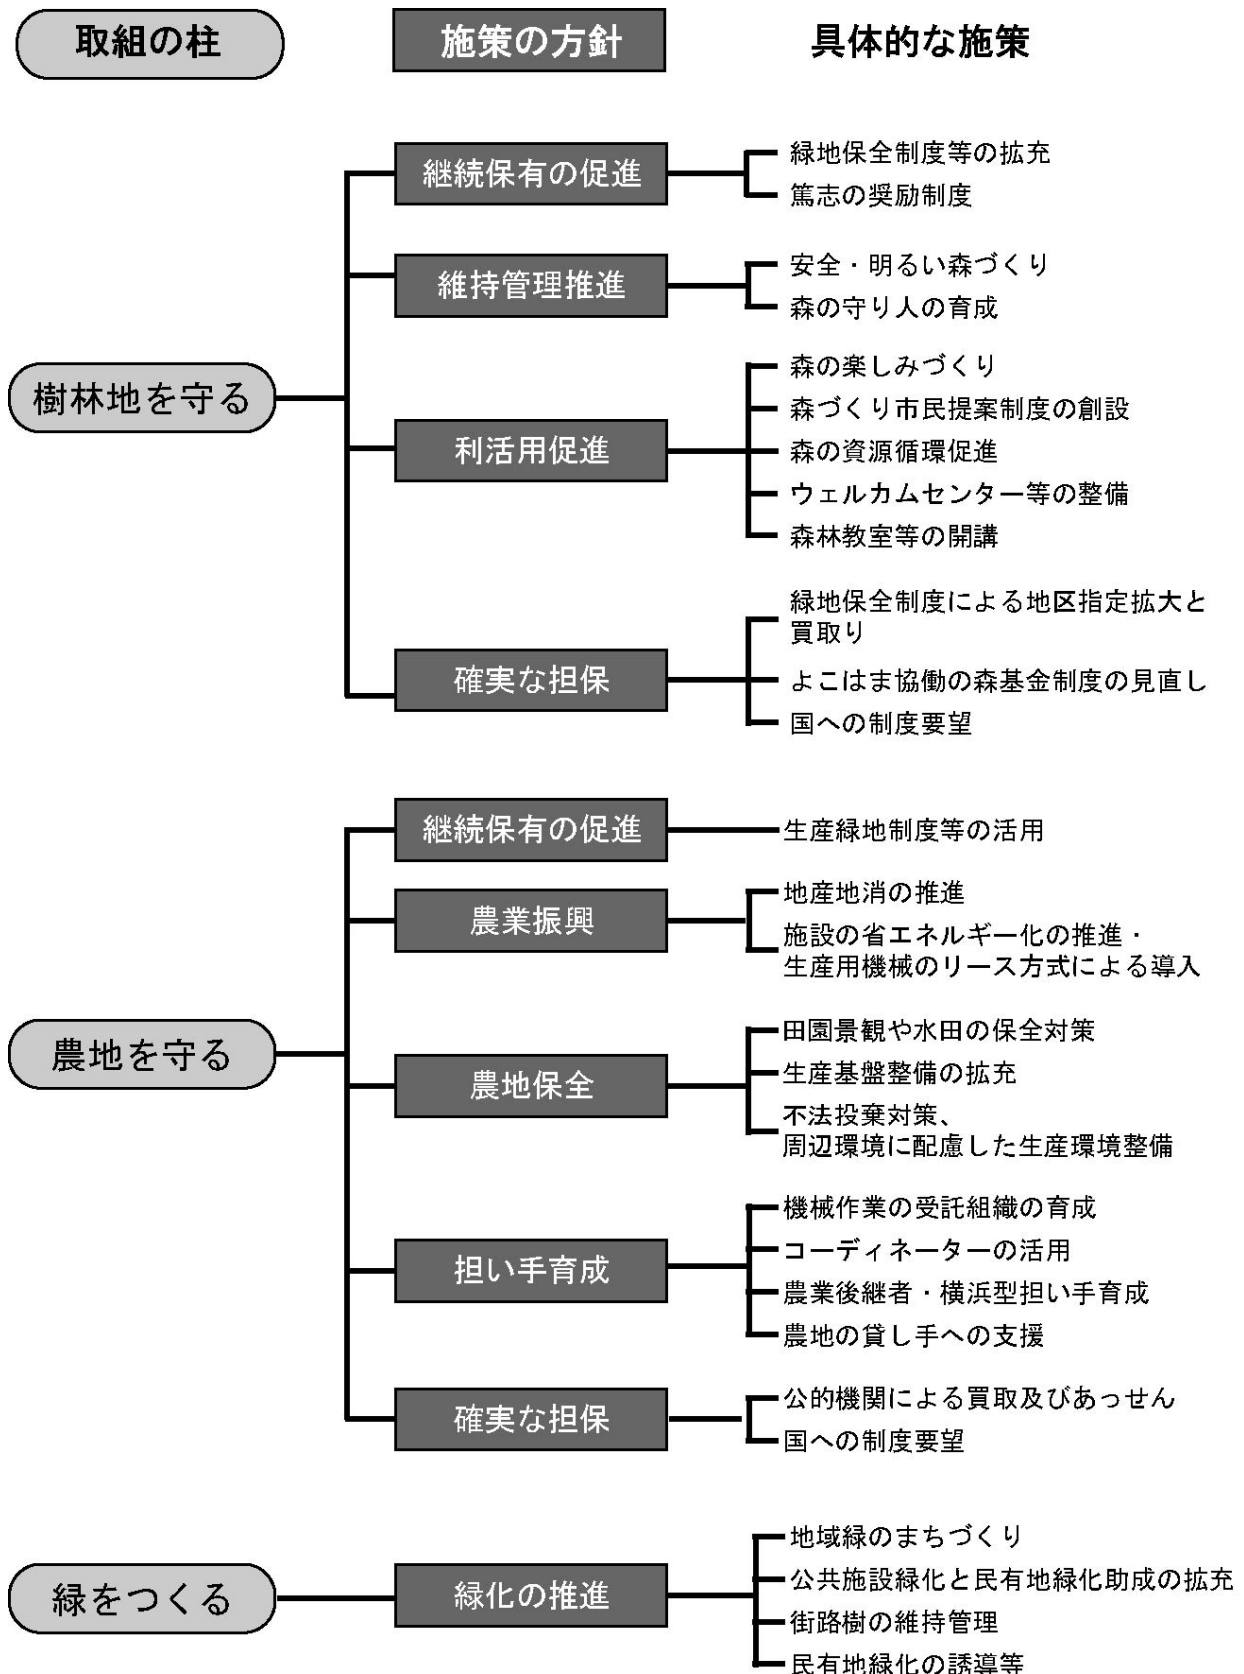 取組の柱
施策の方針
具体的な施策
樹林地を守る
継続保有の促進
緑地保全制度等の拡充
篤志の奨励制度
維持管理推進
安全・明るい森づくり
森の守り人の育成
利活用促進
森の楽しみづくり
森づくり市民提案制度の創設
森の資源循環促進
ウェルカムセンター等の整備
森林教室等の開講
確実な担保
緑地保全制度による地区指定拡大と
買取り
よこはま協働の森基金制度の見直し
国への制度要望
農地を守る
継続保有の促進
生産緑地制度等の活用
農業振興
地産地消の推進
施設の省エネルギー化の推進・
生産用機械のリース方式による導入
農地保全
田園景観や水田の保全対策
生産基盤整備の拡充
不法投棄対策、
周辺環境に配慮した生産環境整備
担い手育成
機械作業の受託組織の育成
コーディネーターの活用
農業後継者・横浜型担い手育成
農地の貸し手への支援
確実な担保
公的機関による買取及びあっせん
国への制度要望
緑をつくる
緑化の推進
地域緑のまちづくり
公共施設緑化と民有地緑化助成の拡充
街路樹の維持管理
民有地緑化の誘導等